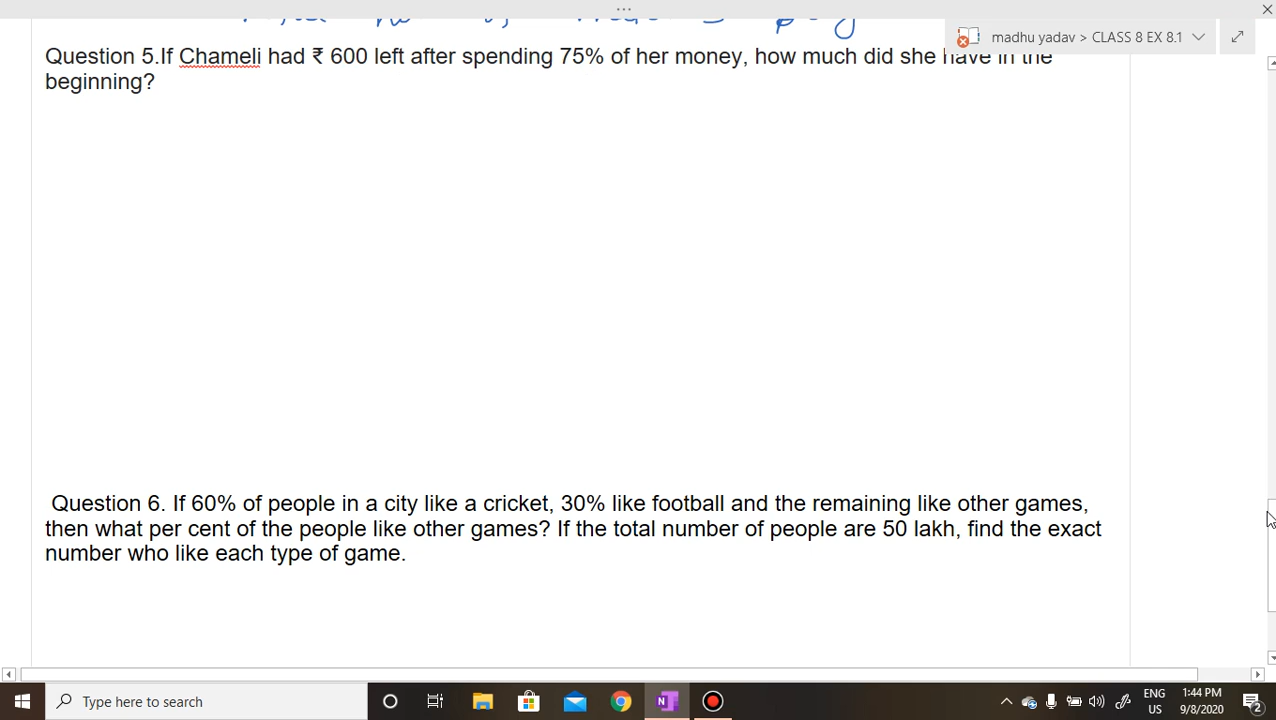 madhu yadav > CLASS 8 EX 8.1
Question 5.If Chameli had ₹ 600 left after spending 75% of her money, how much did she have in the
beginning?
Question 6. If 60% of people in a city like a cricket, 30% like football and the remaining like other games,
then what per cent of the people like other games? If the total number of people are 50 lakh, find the exact
number who like each type of game.
Type here to search
ENG
US
1:44 PM
9/8/2020
2